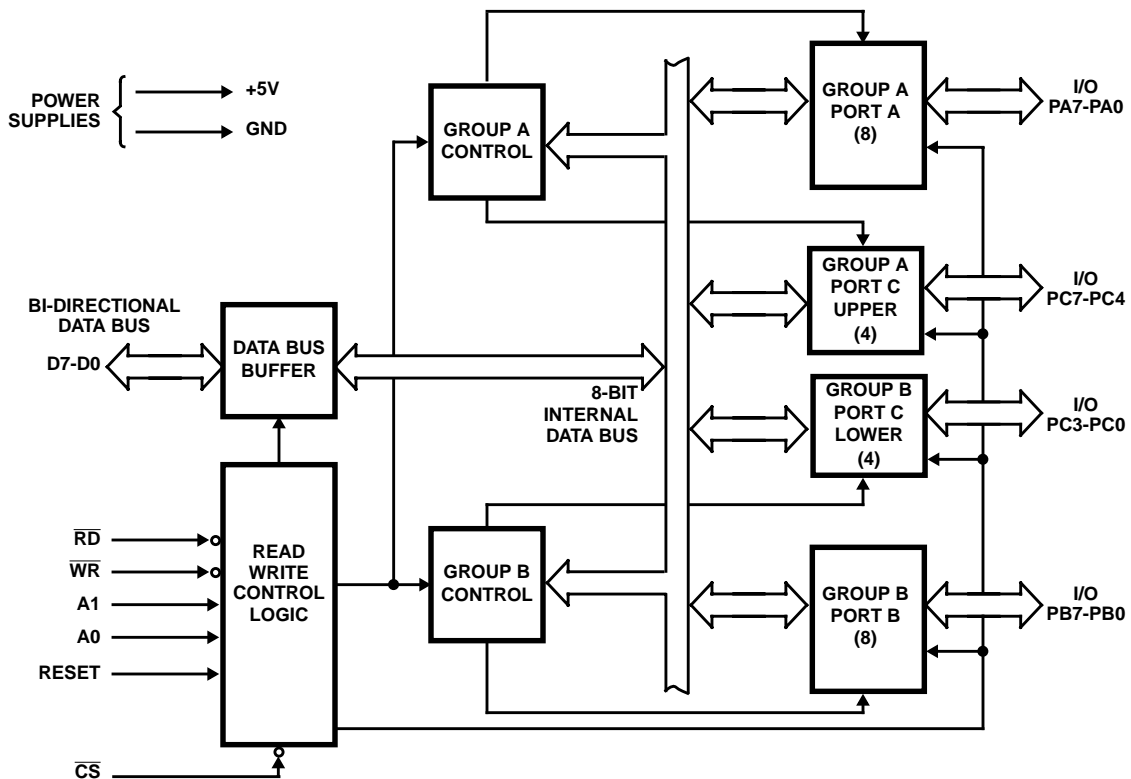 POWER
SUPPLIES
+5V
GND
GROUP A
CONTROL
GROUP A
PORT A
(8)
I/O
PA7-PA0
GROUP A
PORT C
UPPER
(4)
I/O
PC7-PC4
BI-DIRECTIONAL
DATA BUS
D7-D0
DATA BUS
BUFFER
8-BIT
INTERNAL
DATA BUS
GROUP B
PORT C
LOWER
(4)
I/O
PC3-PC0
RD
WR
A1
A0
RESET
CS
READ
WRITE
CONTROL
LOGIC
GROUP B
CONTROL
GROUP B
PORT B
(8)
I/O
PB7-PB0